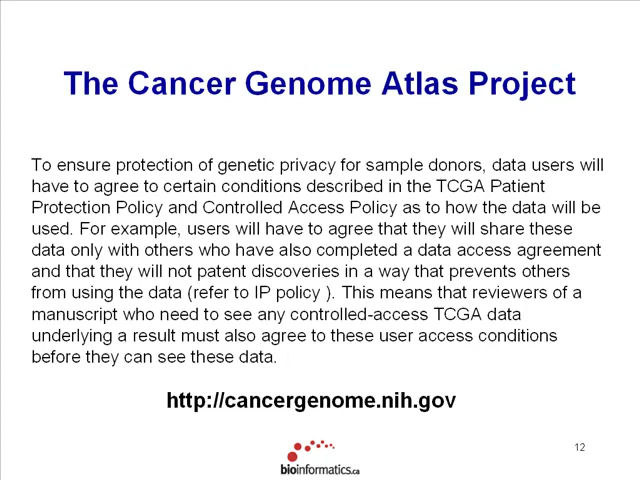 The Cancer Genome Atlas Project
To ensure protection of genetic privacy for sample donors, data users will
have to agree to certain conditions described in the TCGA Patient
Protection Policy and Controlled Access Policy as to how the data will be
used. For example, users will have to agree that they will share these
data only with others who have also completed a data access agreement
and that they will not patent discoveries in a way that prevents others
from using the data (refer to IP policy ). This means that reviewers of a
manuscript who need to see any controlled-access TCGA data
underlying a result must also agree to these user access conditions
before they can see these data.
http://cancergenome.nih.gov
12
bioinformatics.ca